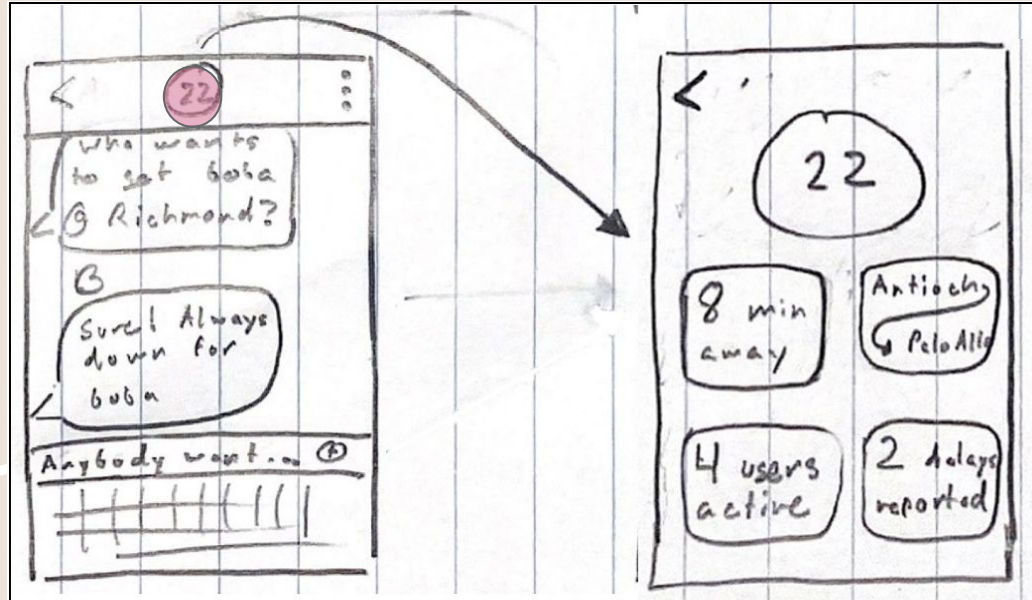 <
22
who wants
to get boba
@ Richmond?
Sure! Always
down for
boba
Anybody want...
<
22
8 min
away
Antioch
Palo Alto
4 users
active
2 delays
reported